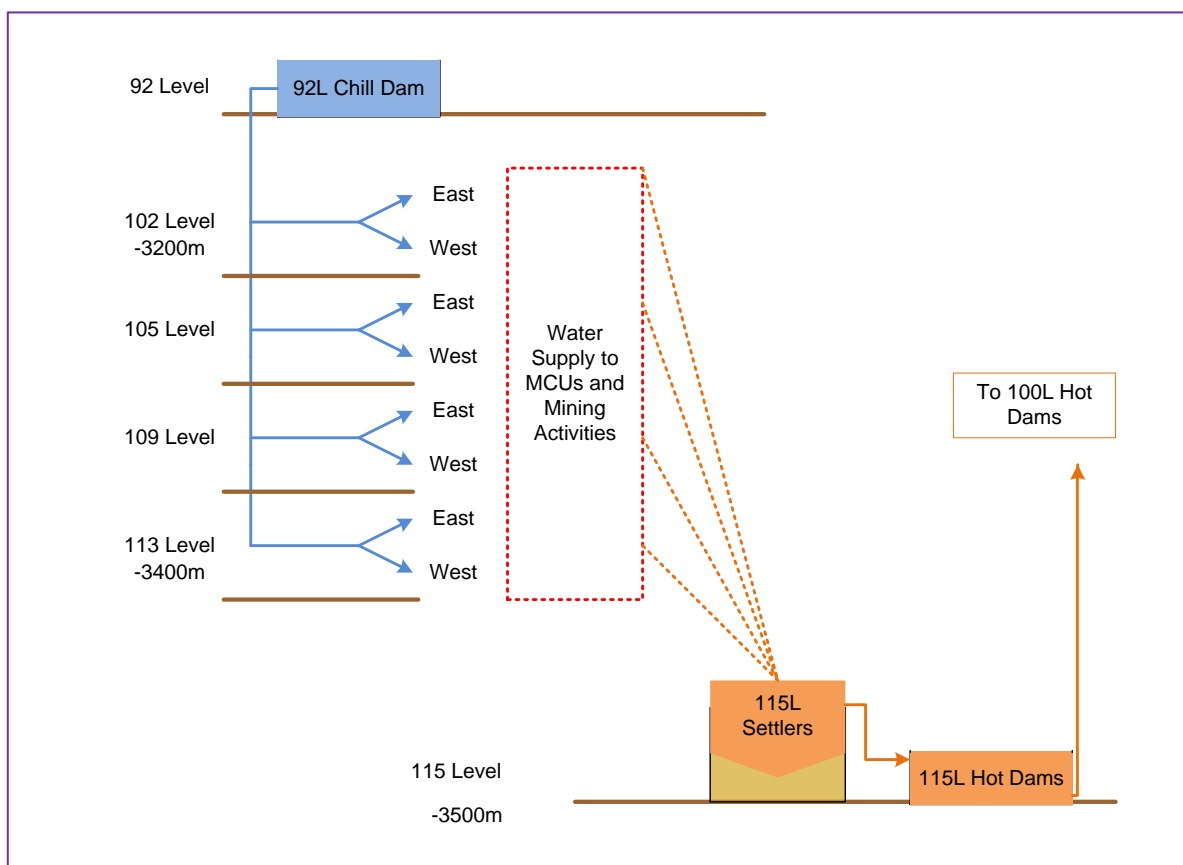 92 Level
92L Chill Dam
East
102 Level
-3200m
West
East
105 Level
West
Water
Supply to
MCUs and
Mining
Activities
East
109 Level
West
East
113 Level
-3400m
West
To 100L Hot
Dams
115L
Settlers
115 Level
-3500m
115L Hot Dams